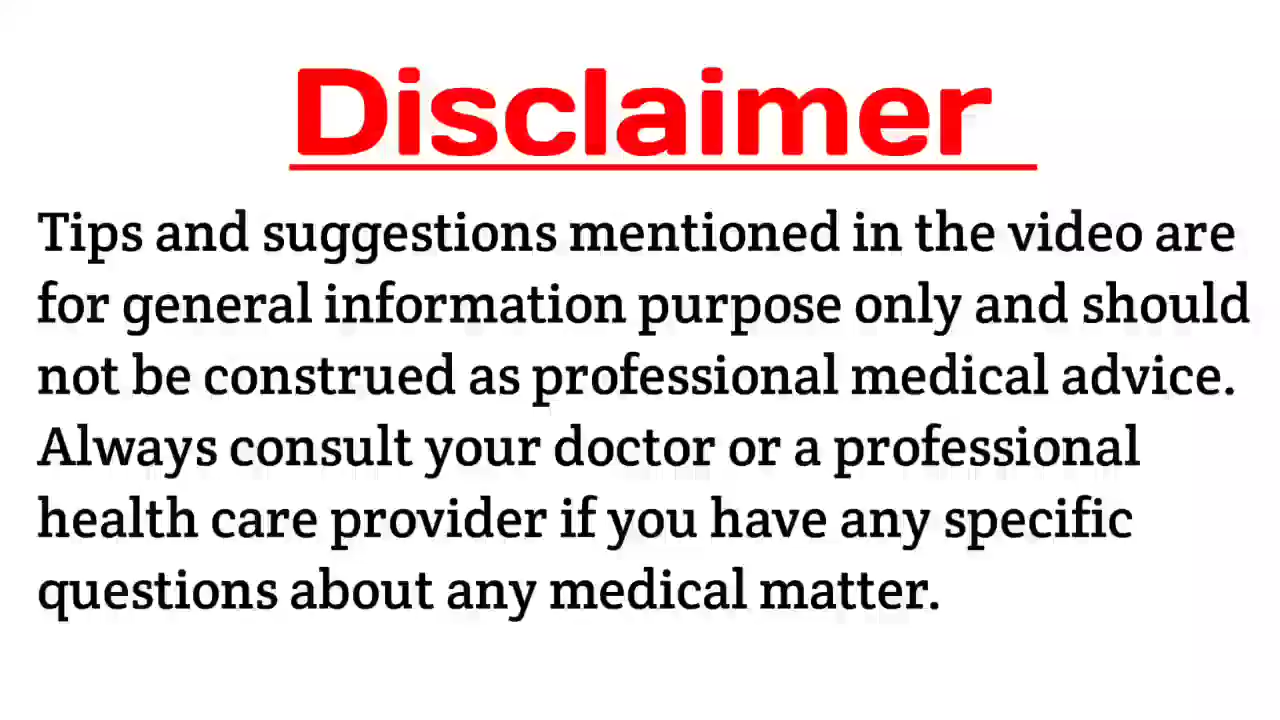 Disclaimer
Tips and suggestions mentioned in the video are
for general information purpose only and should
not be construed as professional medical advice.
Always consult your doctor or a professional
health care provider if you have any specific
questions about any medical matter.